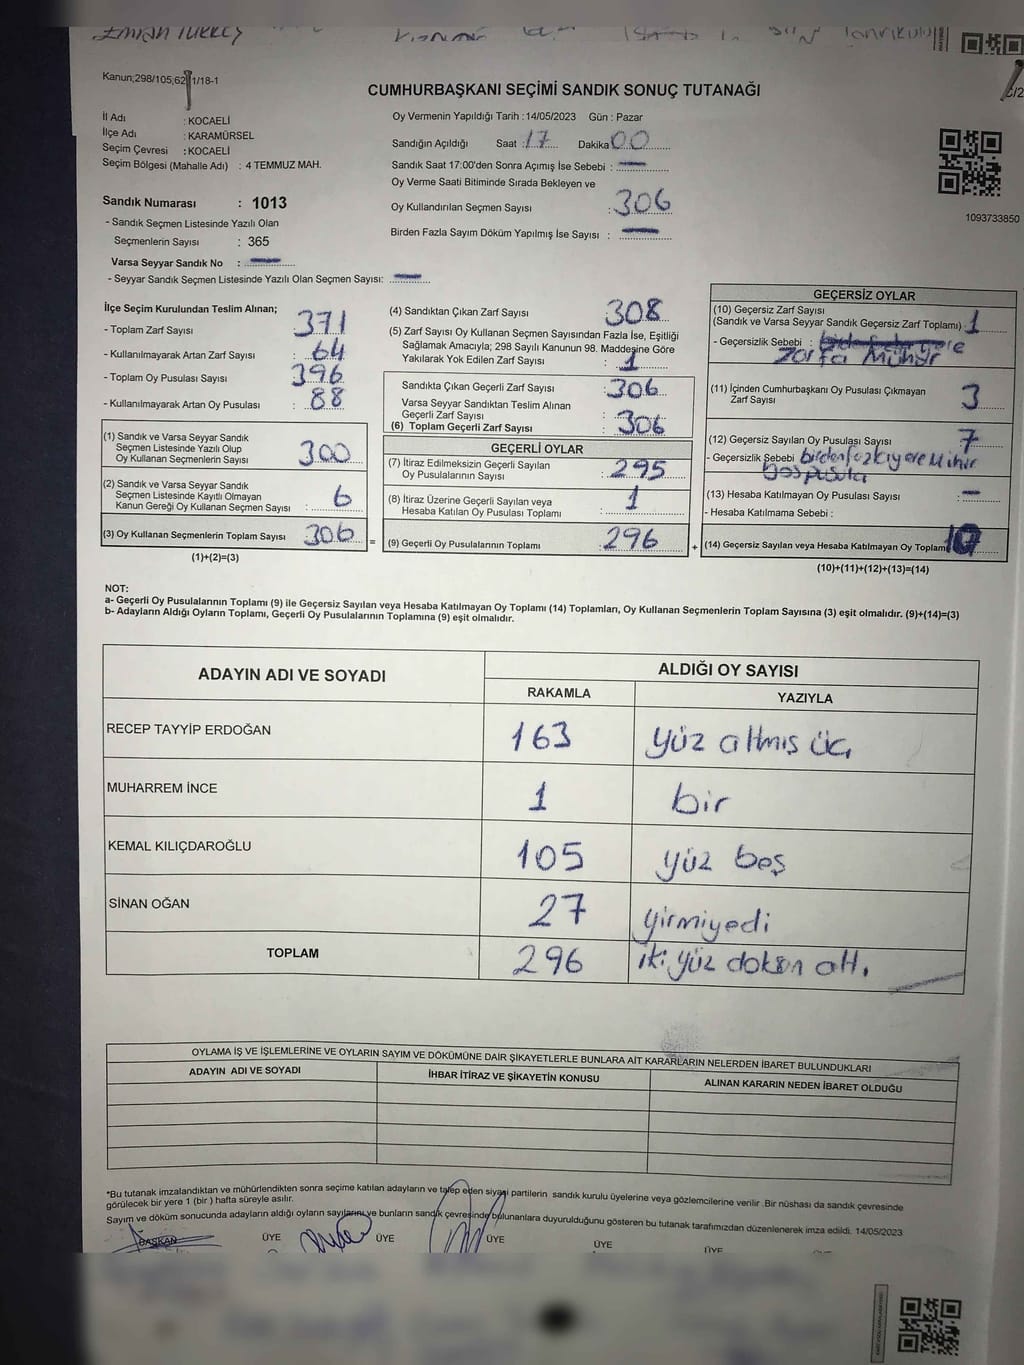 Kanun;298/105;62 1/18-1
CUMHURBAŞKANI SEÇİMİ SANDIK SONUÇ TUTANAĞI
İl Adı : KOCAELİ
İlçe Adı : KARAMÜRSEL
Seçim Çevresi : KOCAELİ
Seçim Bölgesi (Mahalle Adı) : 4 TEMMUZ MAH.
Oy Vermenin Yapıldığı Tarih : 14/05/2023 Gün : Pazar
Sandığın Açıldığı Saat : 17 Dakika 00
Sandık Saat 17:00'den Sonra Açımış İse Sebebi : —
Oy Verme Saati Bitiminde Sırada Bekleyen ve
Oy Kullandırılan Seçmen Sayısı : 306
Birden Fazla Sayım Döküm Yapılmış İse Sayısı : —
1093733850
Sandık Numarası : 1013
- Sandık Seçmen Listesinde Yazılı Olan
Seçmenlerin Sayısı : 365
Varsa Seyyar Sandık No : —
- Seyyar Sandık Seçmen Listesinde Yazılı Olan Seçmen Sayısı: —
İlçe Seçim Kurulundan Teslim Alınan;
- Toplam Zarf Sayısı : 371
- Kullanılmayarak Artan Zarf Sayısı : 64
- Toplam Oy Pusulası Sayısı : 396
- Kullanılmayarak Artan Oy Pusulası : 88
(1) Sandık ve Varsa Seyyar Sandık
Seçmen Listesinde Yazılı Olup
Oy Kullanan Seçmenlerin Sayısı : 300
(2) Sandık ve Varsa Seyyar Sandık
Seçmen Listesinde Kayıtlı Olmayan
Kanun Gereği Oy Kullanan Seçmen Sayısı : 6
(3) Oy Kullanan Seçmenlerin Toplam Sayısı : 306 =
(1)+(2)=(3)
(4) Sandıktan Çıkan Zarf Sayısı : 308
(5) Zarf Sayısı Oy Kullanan Seçmen Sayısından Fazla İse, Eşitliği
Sağlamak Amacıyla; 298 Sayılı Kanunun 98. Maddesine Göre
Yakılarak Yok Edilen Zarf Sayısı : 1
Sandıkta Çıkan Geçerli Zarf Sayısı : 306
Varsa Seyyar Sandıktan Teslim Alınan
Geçerli Zarf Sayısı :
(6) Toplam Geçerli Zarf Sayısı : 306
GEÇERLİ OYLAR
(7) İtiraz Edilmeksizin Geçerli Sayılan
Oy Pusulalarının Sayısı : 295
(8) İtiraz Üzerine Geçerli Sayılan veya
Hesaba Katılan Oy Pusulası Toplamı : 1
(9) Geçerli Oy Pusulalarının Toplamı : 296 +
GEÇERSİZ OYLAR
(10) Geçersiz Zarf Sayısı
(Sandık ve Varsa Seyyar Sandık Geçersiz Zarf Toplamı) : 1
- Geçersizlik Sebebi :
zarfa Mühür
(11) İçinden Cumhurbaşkanı Oy Pusulası Çıkmayan
Zarf Sayısı 3
(12) Geçersiz Sayılan Oy Pusulası Sayısı : 7
- Geçersizlik Sebebi birdenfazlayere Mühür
boş pusula
(13) Hesaba Katılmayan Oy Pusulası Sayısı : —
- Hesaba Katılmama Sebebi :
(14) Geçersiz Sayılan veya Hesaba Katılmayan Oy Toplam 10
(10)+(11)+(12)+(13)=(14)
NOT:
a- Geçerli Oy Pusulalarının Toplamı (9) ile Geçersiz Sayılan veya Hesaba Katılmayan Oy Toplamı (14) Toplamları, Oy Kullanan Seçmenlerin Toplam Sayısına (3) eşit olmalıdır. (9)+(14)=(3)
b- Adayların Aldığı Oyların Toplamı, Geçerli Oy Pusulalarının Toplamına (9) eşit olmalıdır.
ADAYIN ADI VE SOYADI ALDIĞI OY SAYISI
RAKAMLA YAZIYLA
RECEP TAYYİP ERDOĞAN 163 yüz altmış üç
MUHARREM İNCE 1 bir
KEMAL KILIÇDAROĞLU 105 yüz beş
SİNAN OĞAN 27 yirmiyedi
TOPLAM 296 iki yüz doksan altı
OYLAMA İŞ VE İŞLEMLERİNE VE OYLARIN SAYIM VE DÖKÜMÜNE DAİR ŞİKAYETLERLE BUNLARA AİT KARARLARIN NELERDEN İBARET BULUNDUKLARI
ADAYIN ADI VE SOYADI İHBAR İTİRAZ VE ŞİKAYETİN KONUSU ALINAN KARARIN NEDEN İBARET OLDUĞU
*Bu tutanak imzalandıktan ve mühürlendikten sonra seçime katılan adayların ve talep eden siyasi partilerin sandık kurulu üyelerine veya gözlemcilerine verilir .Bir nüshası da sandık çevresinde
görülecek bir yere 1 (bir ) hafta süreyle asılır.
Sayım ve döküm sonucunda adayların aldığı oyların sayılarını ve bunların sandık çevresinde bulunanlara duyurulduğunu gösteren bu tutanak tarafımızdan düzenlenerek imza edildi. 14/05/2023
BAŞKAN ÜYE ÜYE ÜYE ÜYE ÜYE